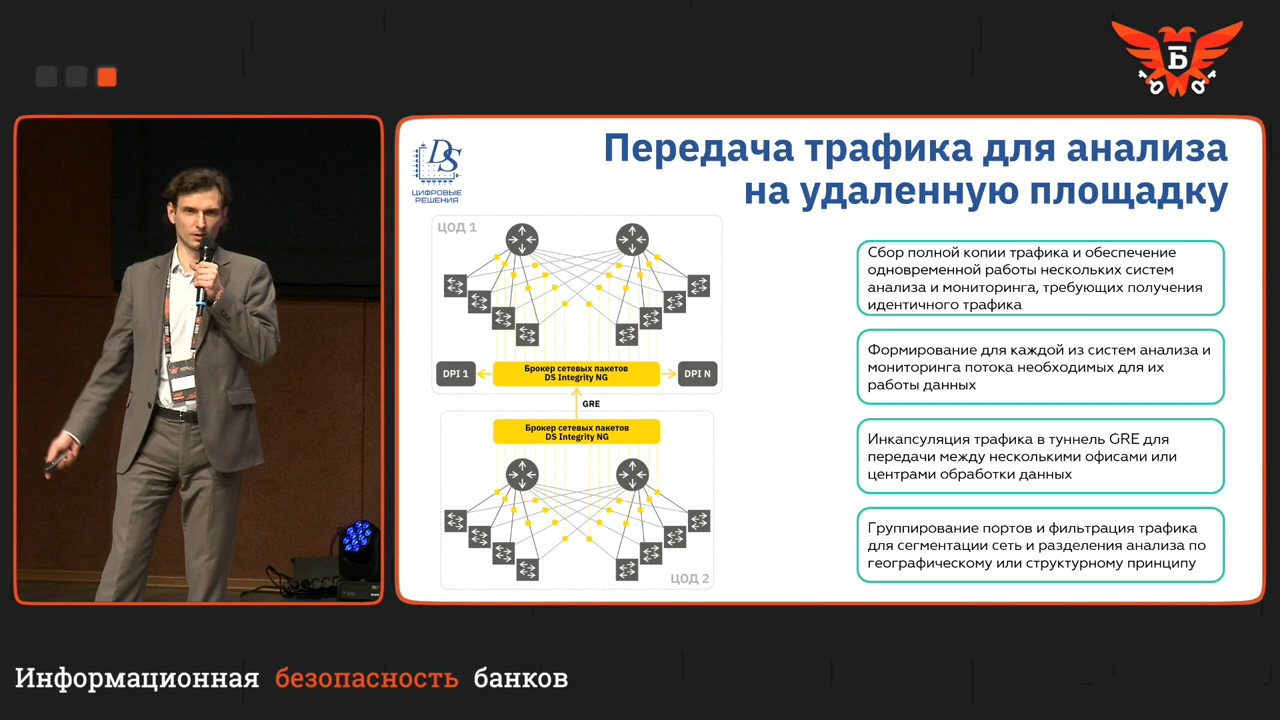 Б
DS
ЦИФРОВЫЕ
РЕШЕНИЯ
Передача трафика для анализа
на удаленную площадку
ЦОД 1
DPI 1
Брокер сетевых пакетов
DS Integrity NG
DPI N
GRE
Брокер сетевых пакетов
DS Integrity NG
ЦОД 2
Сбор полной копии трафика и обеспечение
одновременной работы нескольких систем
анализа и мониторинга, требующих получения
идентичного трафика
Формирование для каждой из систем анализа и
мониторинга потока необходимых для их
работы данных
Инкапсуляция трафика в туннель GRE для
передачи между несколькими офисами или
центрами обработки данных
Группирование портов и фильтрация трафика
для сегментации сеть и разделения анализа по
географическому или структурному принципу
Информационная безопасность банков